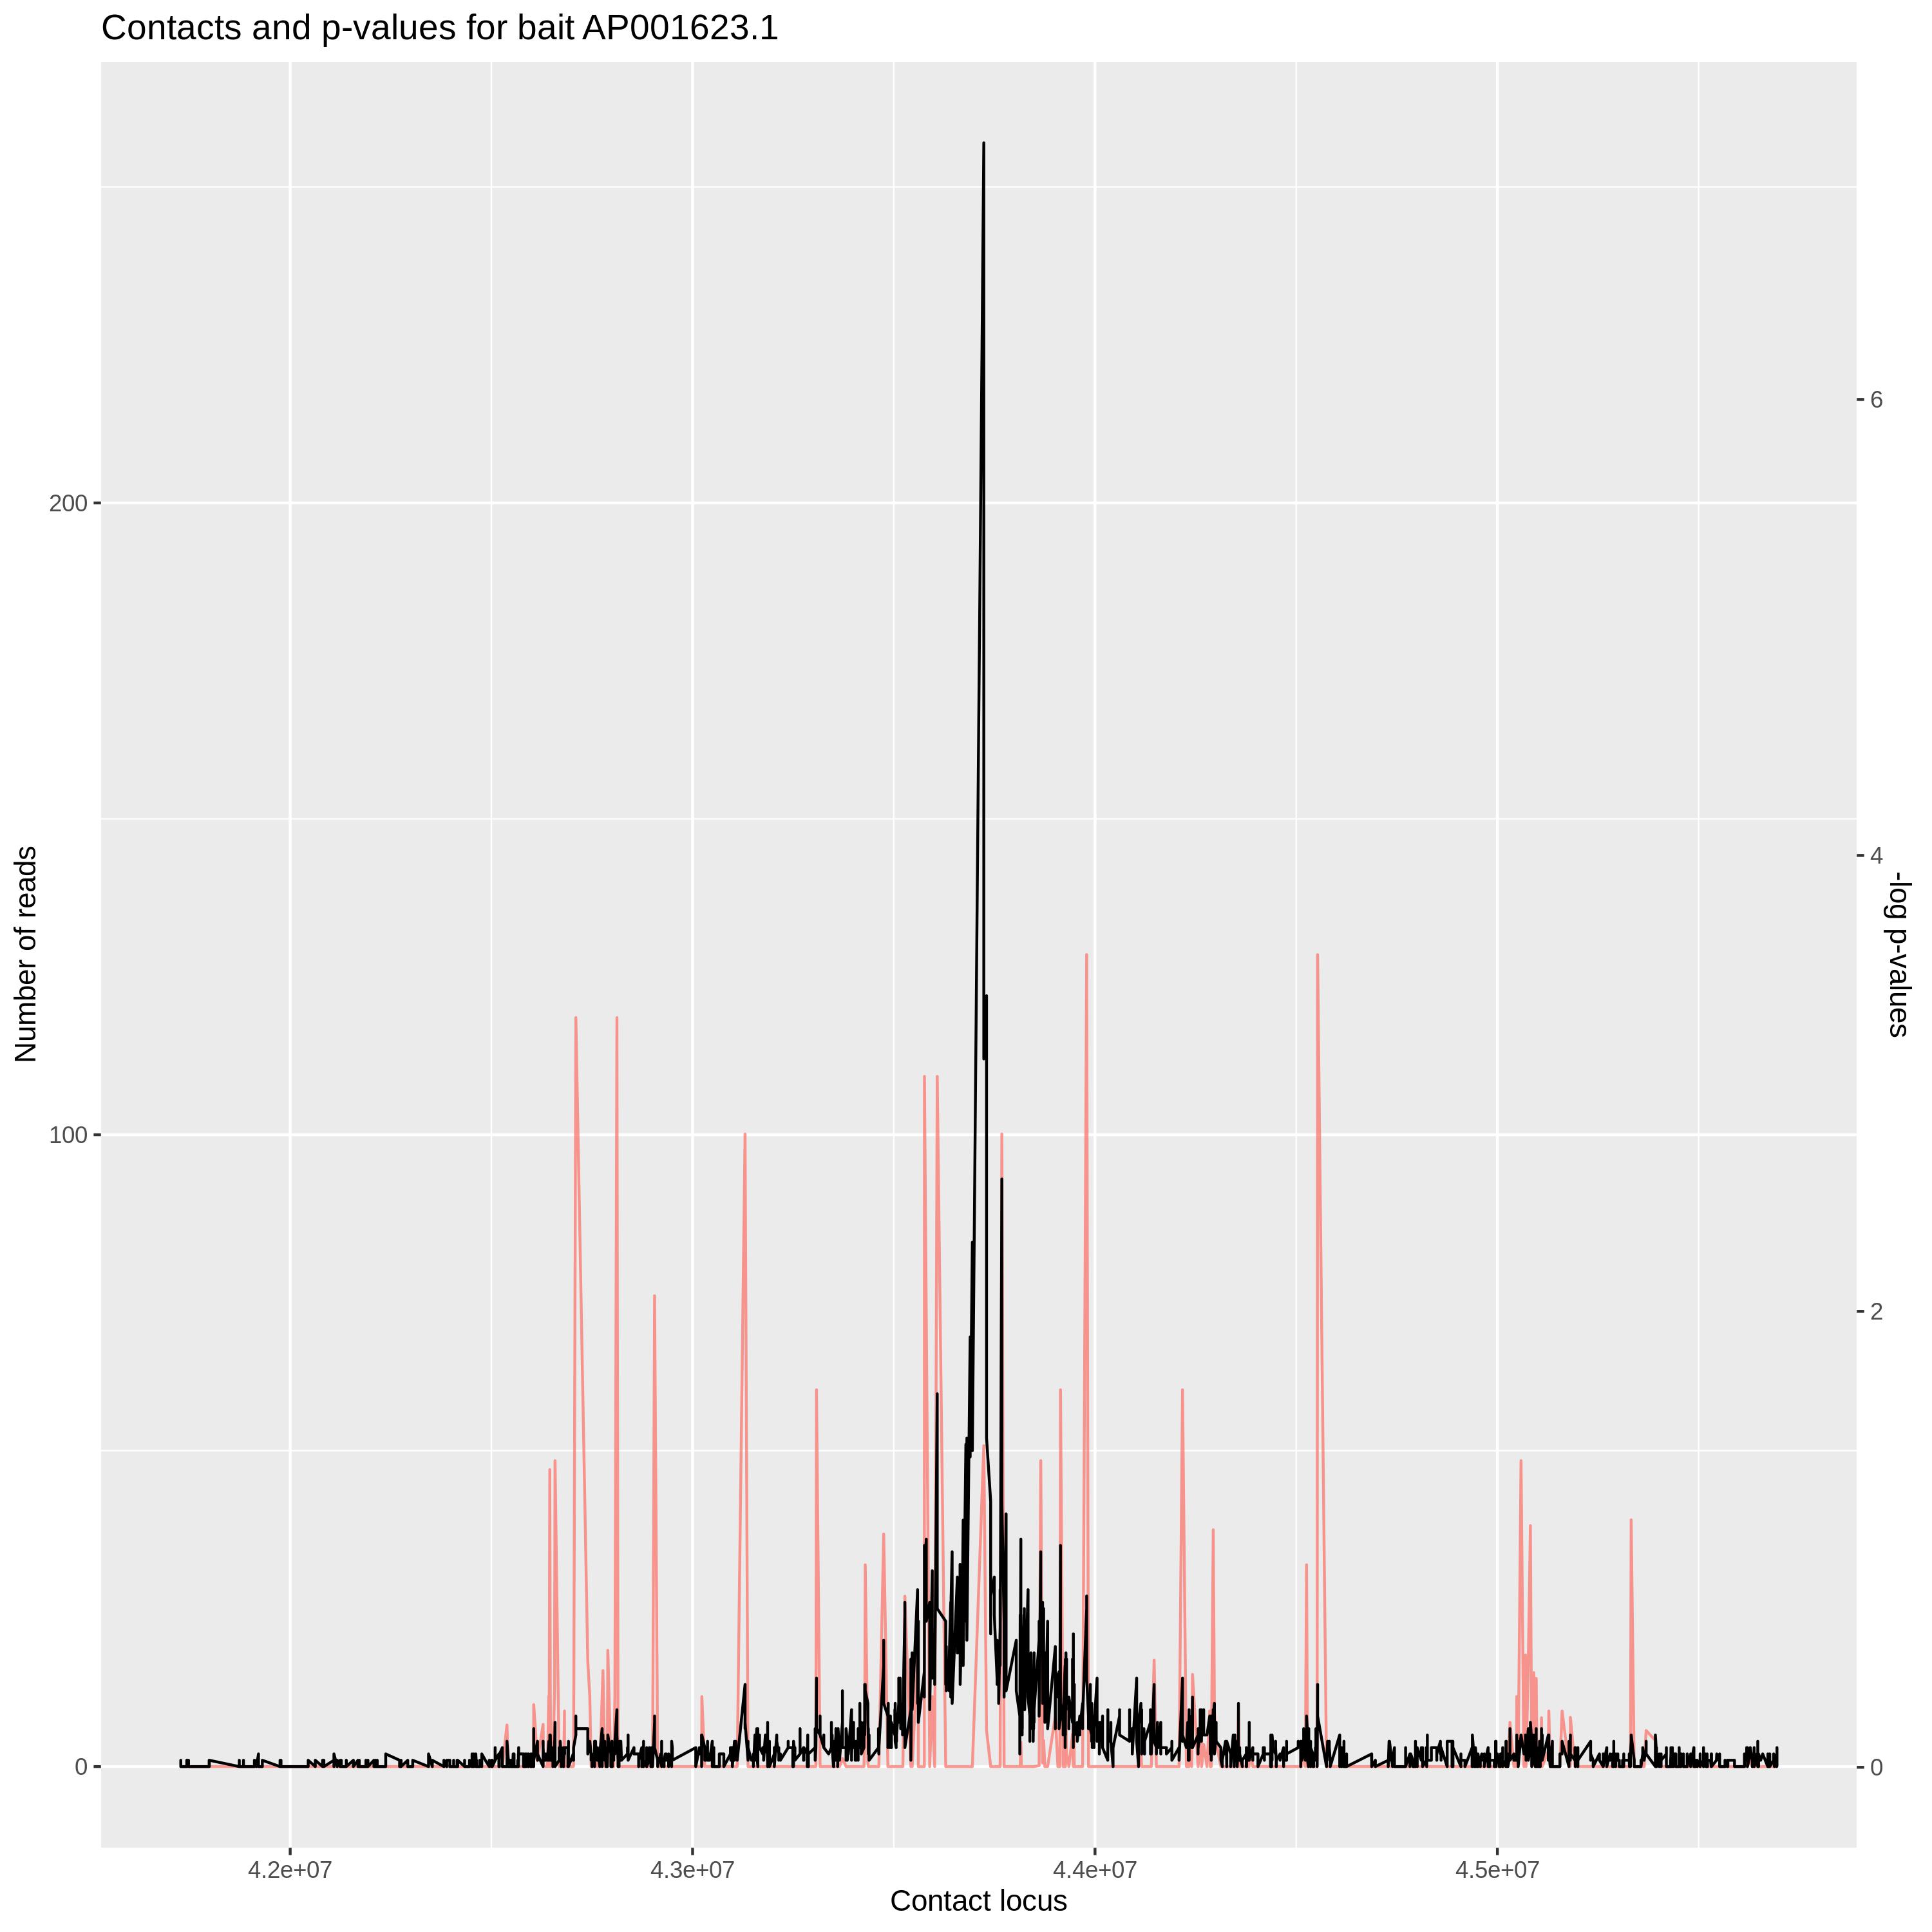 Contacts and p-values for bait AP001623.1
Number of reads
200
100
0
6
4
2
0
-log p-values
4.2e+07
4.3e+07
4.4e+07
4.5e+07
Contact locus